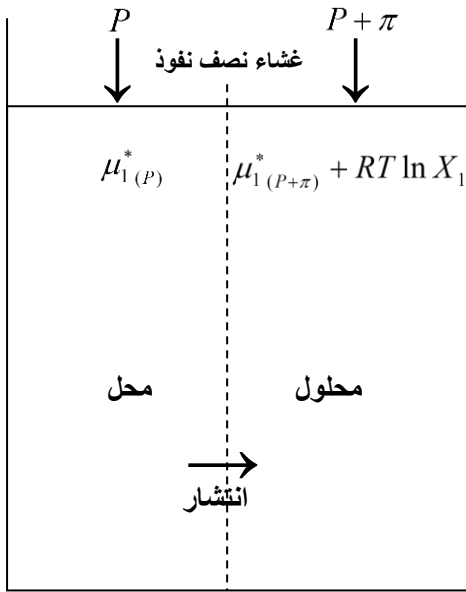 P
P + π
غشاء نصف نفوذ
μ*₁ (P)
μ*₁ (P+π) + RT ln X₁
محل
محلول
انتشار